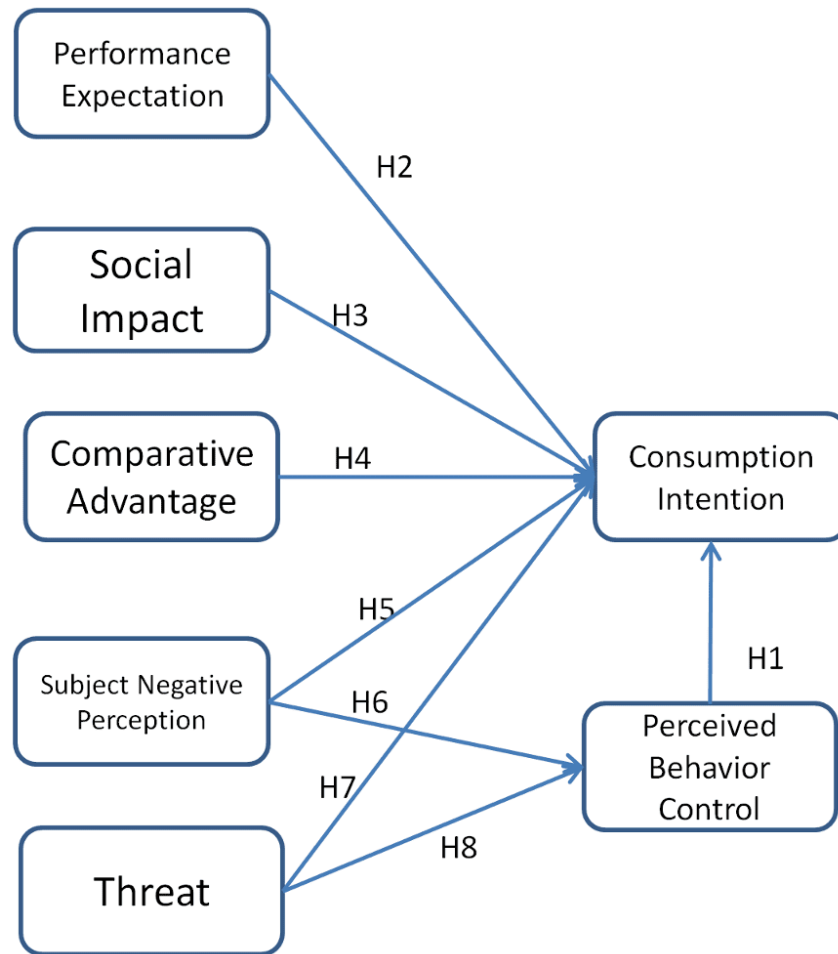 Performance
Expectation
H2
Social
Impact
H3
Comparative
Advantage
H4
Consumption
Intention
H5
H1
Subject Negative
Perception
H6
Perceived
Behavior
Control
H7
H8
Threat